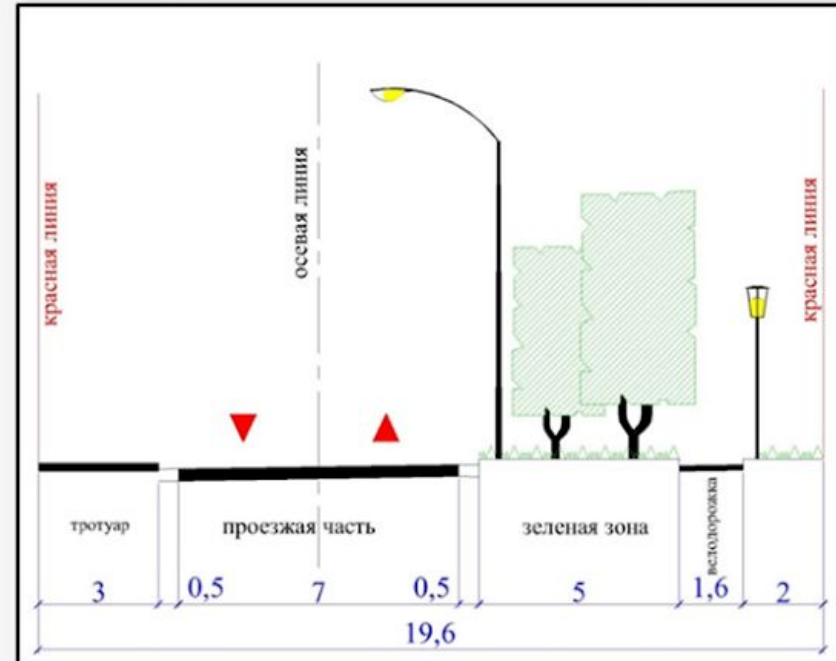 красная линия
осевая линия
красная линия
тротуар
проезжая часть
зеленая зона
велодорожка
3
0,5
7
0,5
5
1,6
2
19,6